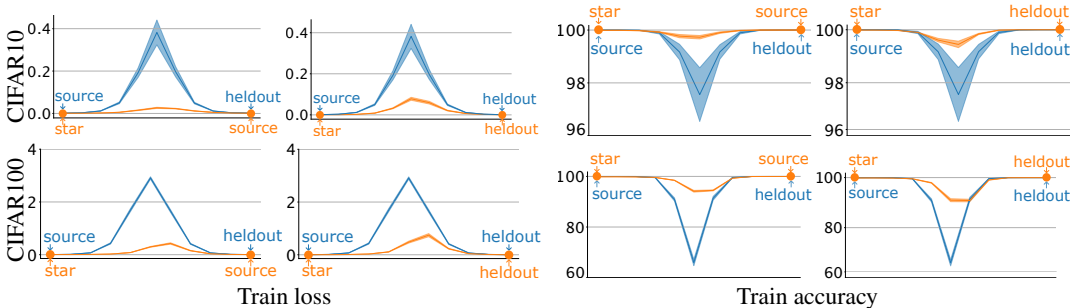 CIFAR10
0.4
0.2
0.0
source
heldout
star
source
0.4
0.2
0.0
source
heldout
star
heldout
100
98
96
star
source
source
heldout
100
98
96
star
heldout
source
heldout
CIFAR100
4
2
0
source
heldout
star
source
4
2
0
source
heldout
star
heldout
100
80
60
star
source
source
heldout
100
80
60
star
heldout
source
heldout
Train loss
Train accuracy